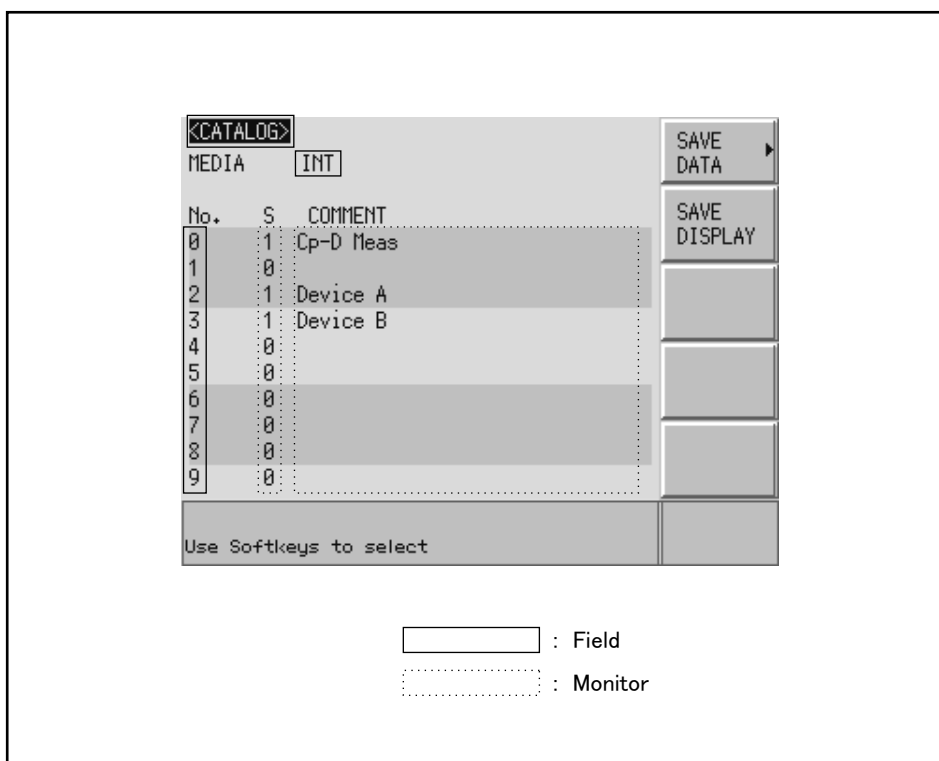 <CATALOG>
MEDIA INT
No. S COMMENT
0 1 Cp-D Meas
1 0
2 1 Device A
3 1 Device B
4 0
5 0
6 0
7 0
8 0
9 0
SAVE
DATA
SAVE
DISPLAY
Use Softkeys to select
: Field
: Monitor